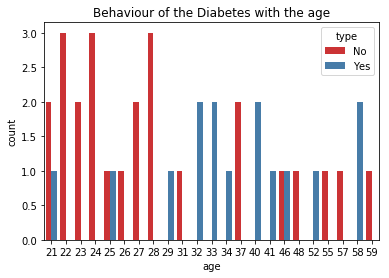 Behaviour of the Diabetes with the age
type
No
Yes
3.0
2.5
2.0
1.5
1.0
0.5
0.0
count
21 22 23 24 25 26 27 28 29 31 32 33 34 37 40 41 46 48 52 55 57 58 59
age